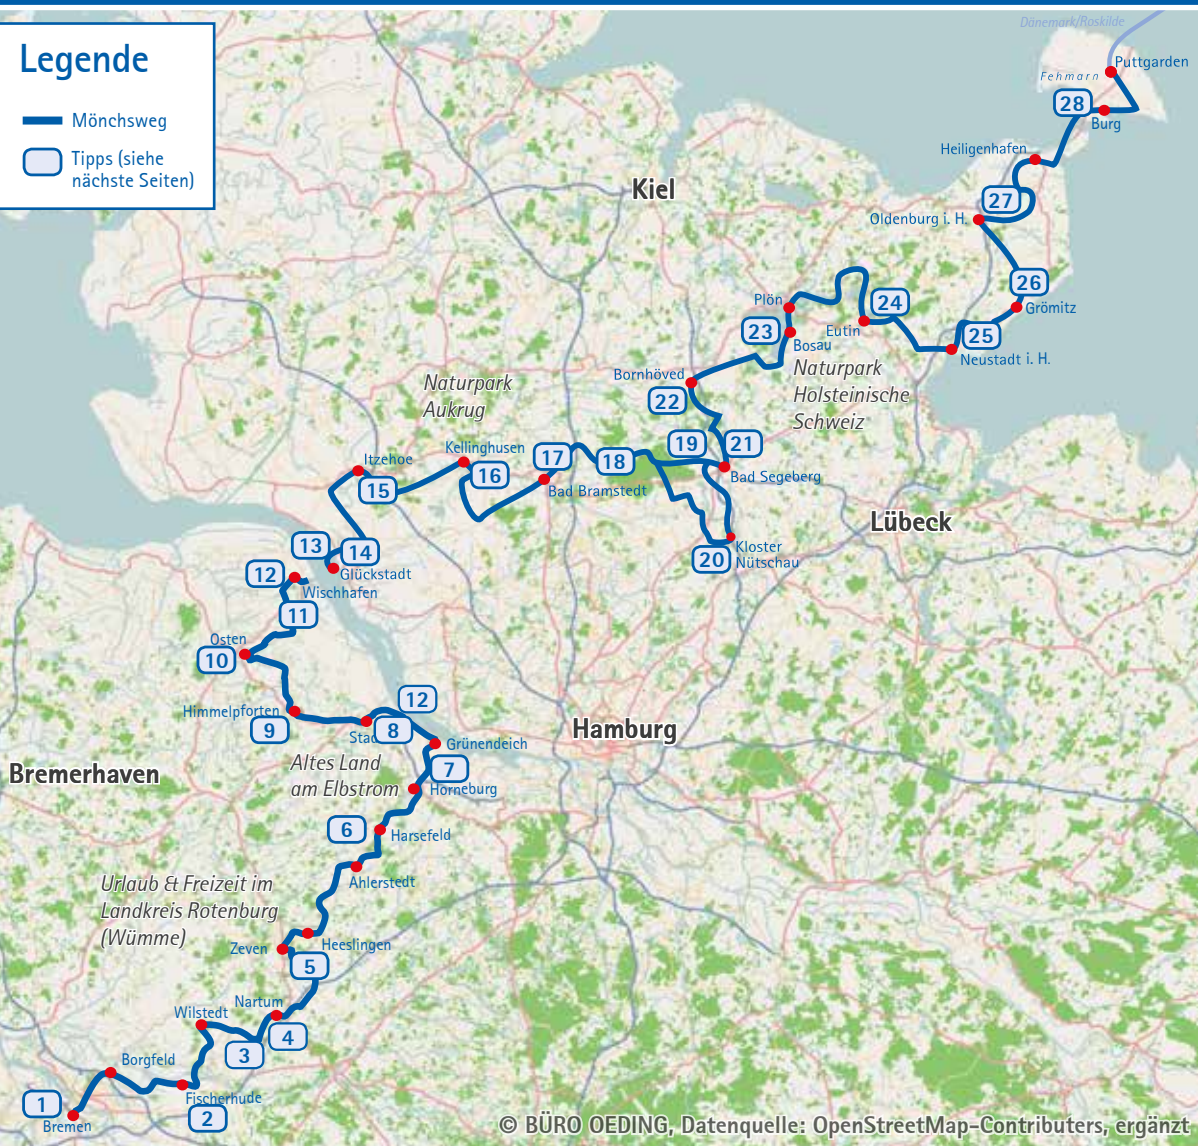 Legende
Mönchsweg
Tipps (siehe
nächste Seiten)
Dänemark/Roskilde
Puttgarden
Fehmarn
28
Burg
Heiligenhafen
Kiel
27
Oldenburg i. H.
26
Plön
24
Grömitz
23
Eutin
25
Bosau
Neustadt i. H.
Naturpark
Holsteinische
Schweiz
Bornhöved
22
Naturpark
Aukrug
19
21
Kellinghusen
17
18
Itzehoe
16
Bad Segeberg
15
Bad Bramstedt
Lübeck
13
14
Kloster
Nütschau
20
12
Glückstadt
Wischhafen
11
Osten
10
12
Himmelpforten
9
8
Stad
Hamburg
Grünendeich
Altes Land
am Elbstrom
7
Bremerhaven
Horneburg
6
Harsefeld
Ahlerstedt
Urlaub & Freizeit im
Landkreis Rotenburg
(Wümme)
Zeven
Heeslingen
5
Nartum
Wilstedt
4
3
Borgfeld
Fischerhude
1
2
Bremen
© BÜRO OEDING, Datenquelle: OpenStreetMap-Contributers, ergänzt